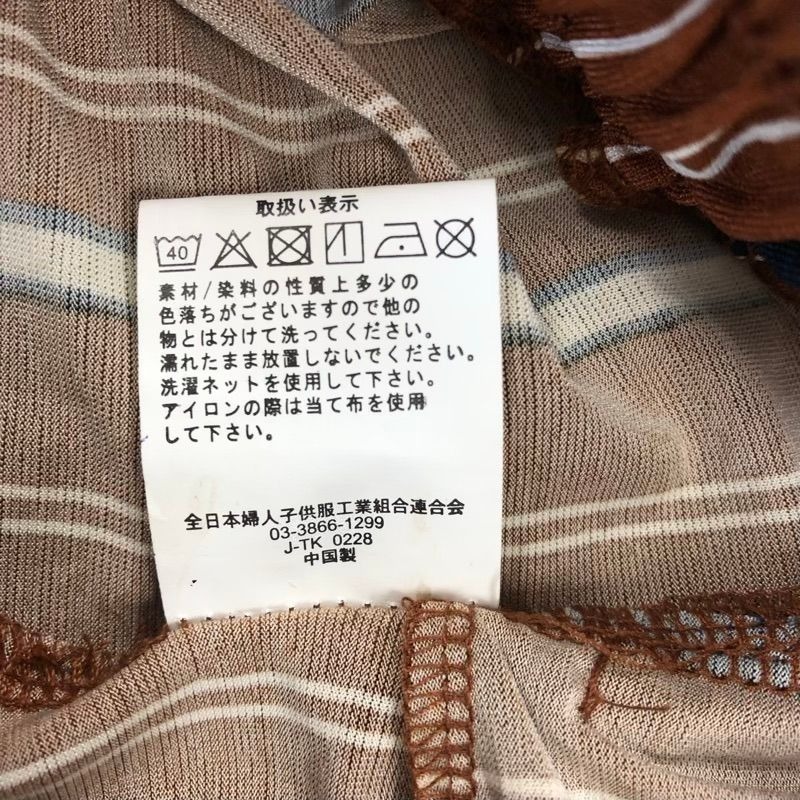 取扱い表示
40
素材/染料の性質上多少の
色落ちがございますので他の
物とは分けて洗ってください。
濡れたまま放置しないでください。
洗濯ネットを使用して下さい。
アイロンの際は当て布を使用
して下さい。
全日本婦人子供服工業組合連合会
03-3866-1299
J-TK 0228
中国製